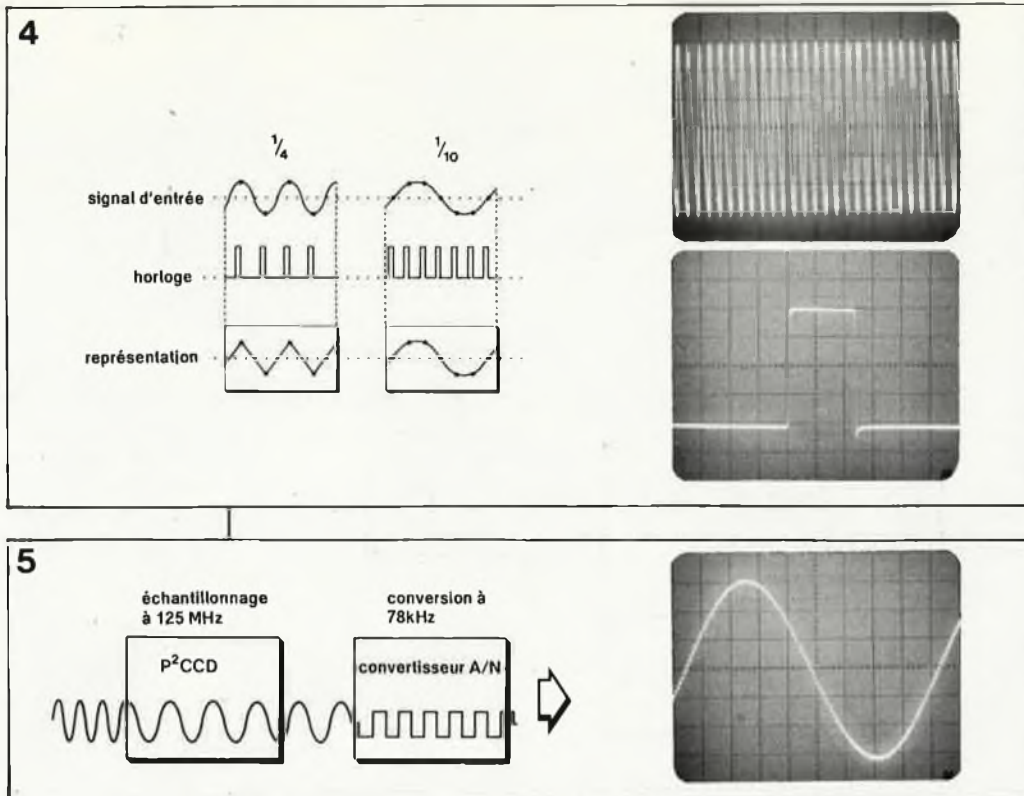 4
1/4
1/10
signal d'entrée
horloge
représentation
5
échantillonnage
à 125 MHz
conversion à
78kHz
P²CCD
convertisseur A/N